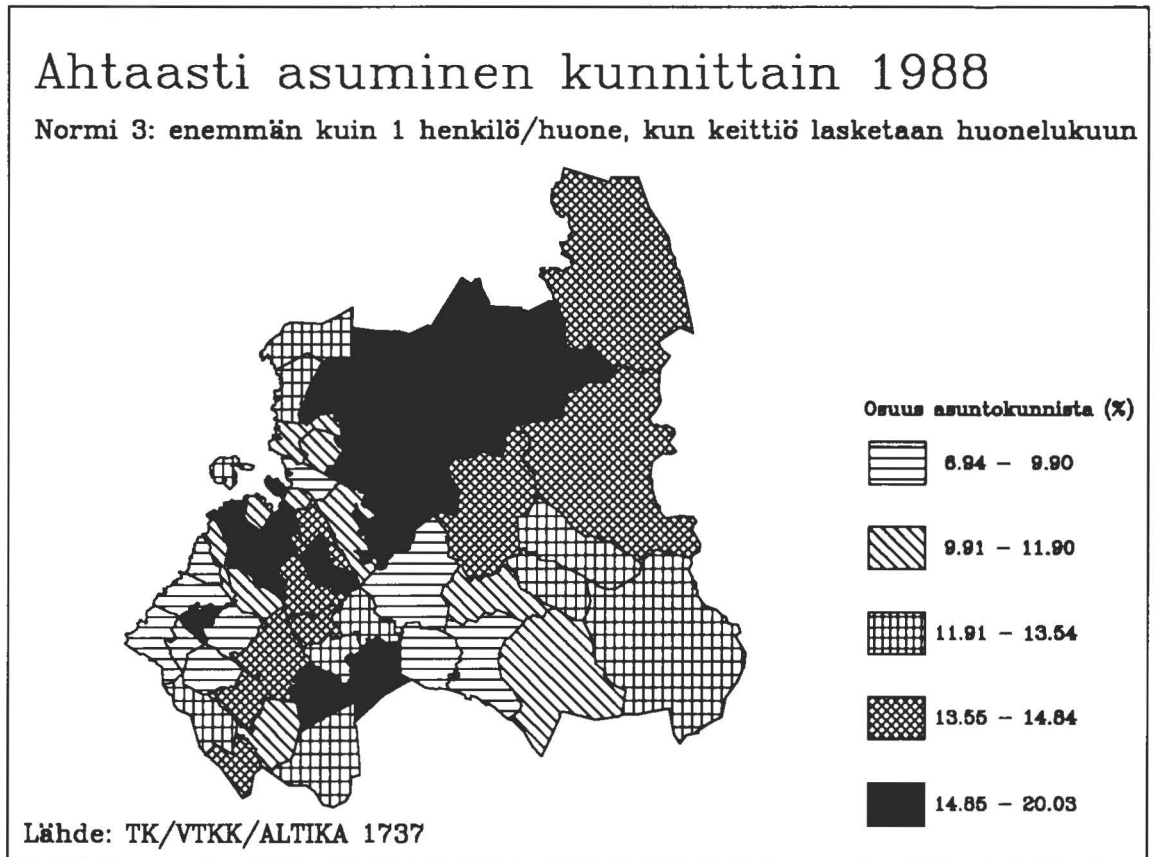 Ahtaasti asuminen kunnittain 1988
Normi 3: enemmän kuin 1 henkilö/huone, kun keittiö lasketaan huonelukuun
Osuus asuntokunnista (%)
6.94 - 9.90
9.91 - 11.90
11.91 - 13.54
13.55 - 14.84
14.85 - 20.03
Lähde: TK/VTKK/ALTIKA 1737